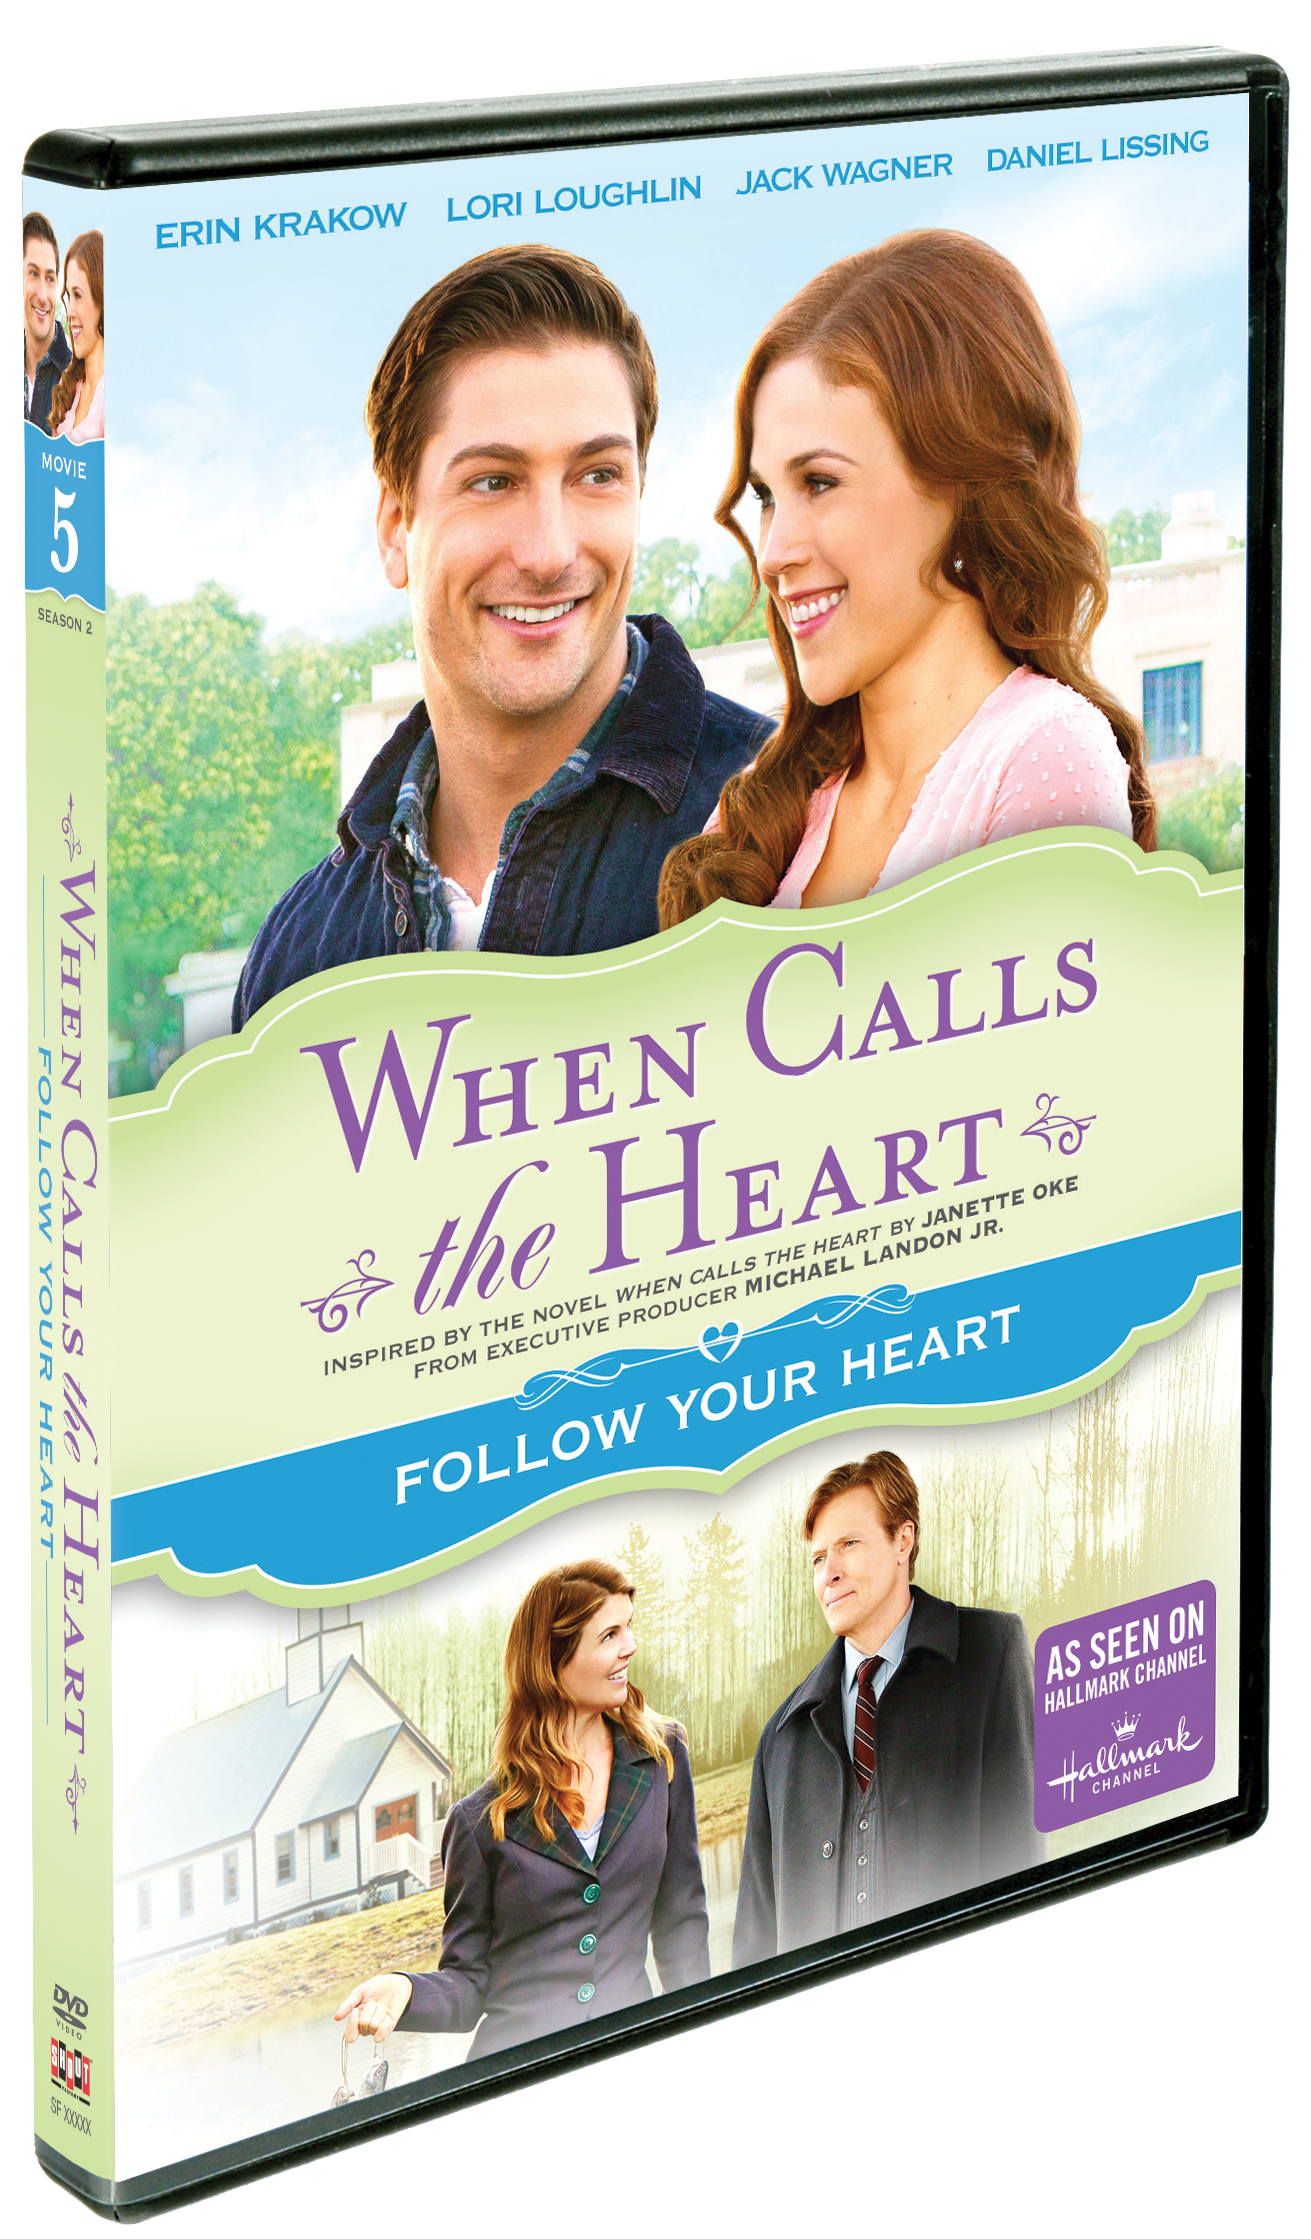 ERIN KRAKOW LORI LOUGHLIN JACK WAGNER DANIEL LISSING
WHEN CALLS
the HEART
INSPIRED BY THE NOVEL WHEN CALLS THE HEART BY JANETTE OKE
FROM EXECUTIVE PRODUCER MICHAEL LANDON JR.
FOLLOW YOUR HEART
AS SEEN ON
HALLMARK CHANNEL
Hallmark
CHANNEL
MOVIE
5
SEASON 2
WHEN CALLS the HEART
FOLLOW YOUR HEART
DVD
VIDEO
SHOUT
FACTORY
SF XXXXX